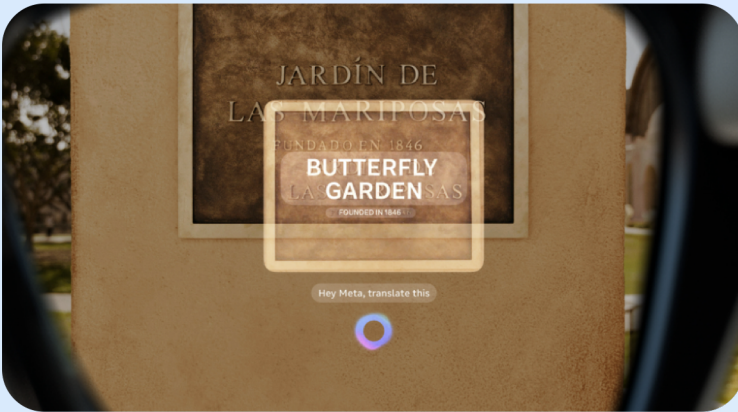 JARDÍN DE
LAS MARIPOSAS
FUNDADO EN 1846
BUTTERFLY
GARDEN
FOUNDED IN 1846
Hey Meta, translate this